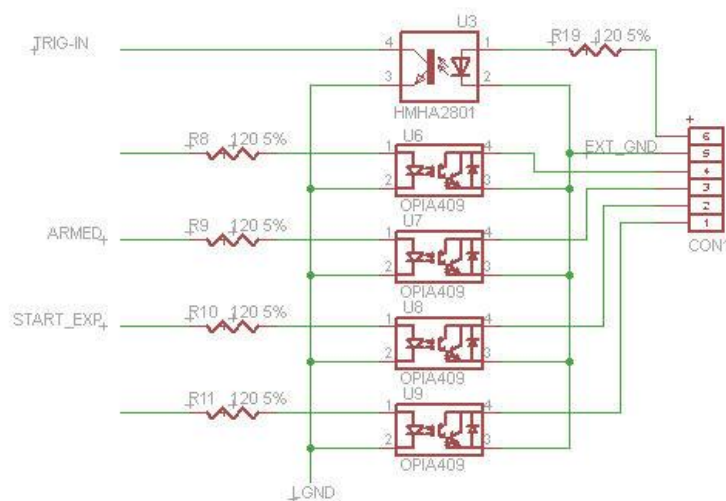 U3
TRIG-IN 4 1 R19 120 5%
3 2
HMHA2801
+
6
R8 120 5% U6 EXT_GND 5
1 4 4
2 3 3
OPIA409 2
U7 1
ARMED R9 120 5% 1 4 CON1
2 3
OPIA409
U8
START_EXP R10 120 5% 1 4
2 3
OPIA409
U9
R11 120 5% 1 4
2 3
OPIA409
LGND